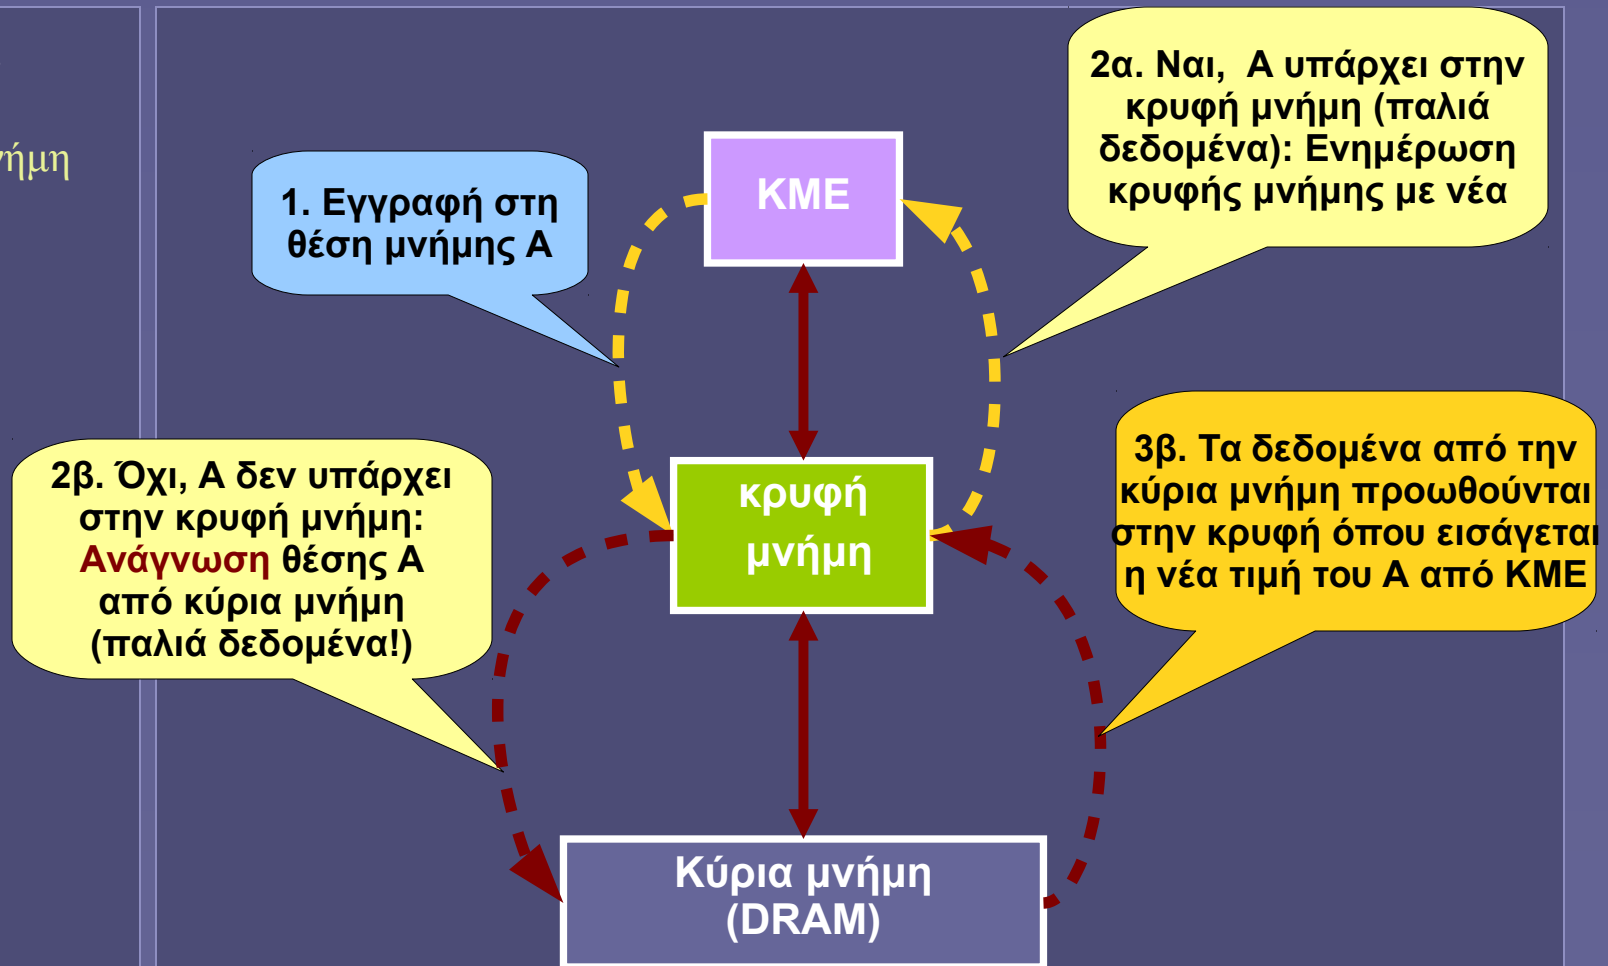 1. Εγγραφή στη
θέση μνήμης Α
ΚΜΕ
2α. Ναι, Α υπάρχει στην
κρυφή μνήμη (παλιά
δεδομένα): Ενημέρωση
κρυφής μνήμης με νέα
2β. Όχι, Α δεν υπάρχει
στην κρυφή μνήμη:
Ανάγνωση θέσης Α
από κύρια μνήμη
(παλιά δεδομένα!)
κρυφή
μνήμη
3β. Τα δεδομένα από την
κύρια μνήμη προωθούνται
στην κρυφή όπου εισάγεται
η νέα τιμή του Α από ΚΜΕ
Κύρια μνήμη
(DRAM)